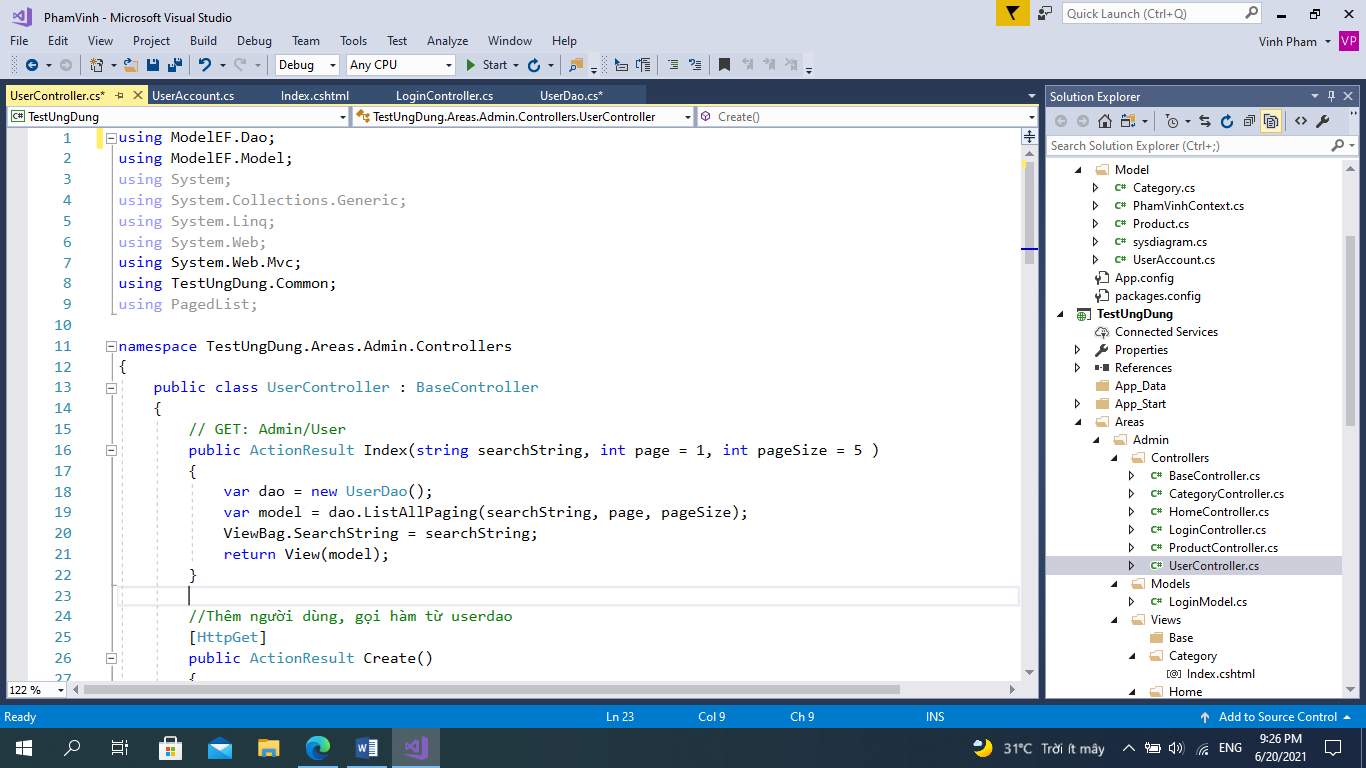 PhamVinh - Microsoft Visual Studio
Quick Launch (Ctrl+Q)
File Edit View Project Build Debug Team Tools Test Analyze Window Help
Vinh Pham VP
Debug Any CPU Start
UserController.cs* UserAccount.cs Index.cshtml LoginController.cs UserDao.cs*
TestUngDung TestUngDung.Areas.Admin.Controllers.UserController Create()
1 using ModelEF.Dao;
2 using ModelEF.Model;
3 using System;
4 using System.Collections.Generic;
5 using System.Linq;
6 using System.Web;
7 using System.Web.Mvc;
8 using TestUngDung.Common;
9 using PagedList;
10
11 namespace TestUngDung.Areas.Admin.Controllers
12 {
13 public class UserController : BaseController
14 {
15 // GET: Admin/User
16 public ActionResult Index(string searchString, int page = 1, int pageSize = 5 )
17 {
18 var dao = new UserDao();
19 var model = dao.ListAllPaging(searchString, page, pageSize);
20 ViewBag.SearchString = searchString;
21 return View(model);
22 }
23
24 //Thêm người dùng, gọi hàm từ userdao
25 [HttpGet]
26 public ActionResult Create()
27 {
122 %
Solution Explorer
Search Solution Explorer (Ctrl+;)
Model
C# Category.cs
C# PhamVinhContext.cs
C# Product.cs
C# sysdiagram.cs
C# UserAccount.cs
App.config
packages.config
TestUngDung
Connected Services
Properties
References
App_Data
App_Start
Areas
Admin
Controllers
C# BaseController.cs
C# CategoryController.cs
C# HomeController.cs
C# LoginController.cs
C# ProductController.cs
C# UserController.cs
Models
C# LoginModel.cs
Views
Base
Category
[@] Index.cshtml
Home
Ready Ln 23 Col 9 Ch 9 INS Add to Source Control
31°C Trời ít mây ENG 9:26 PM
6/20/2021